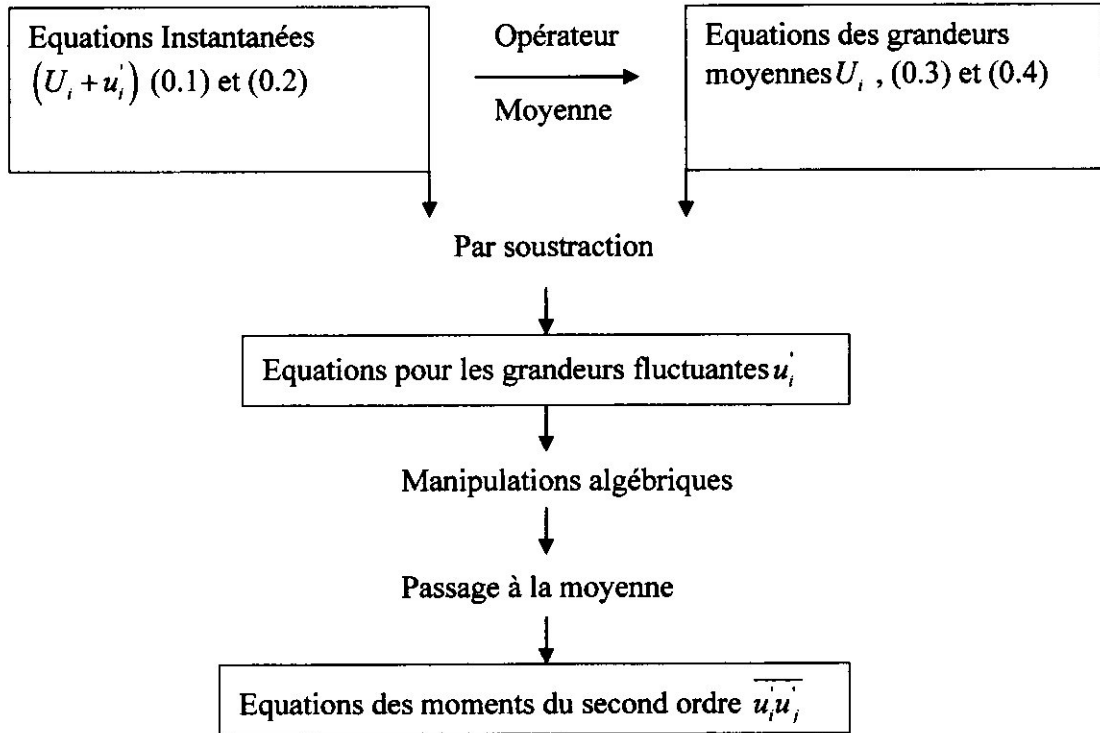 Equations Instantanées
(U_i + u_i^') (0.1) et (0.2)
Opérateur
Moyenne
Equations des grandeurs
moyennes U_i , (0.3) et (0.4)
Par soustraction
Equations pour les grandeurs fluctuantes u_i^'
Manipulations algébriques
Passage à la moyenne
Equations des moments du second ordre \overline{u_i^' u_j^'}